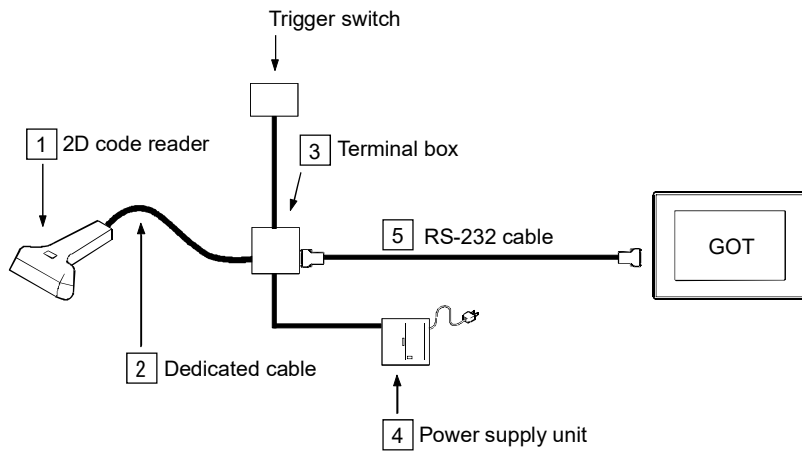 Trigger switch
1 2D code reader
3 Terminal box
5 RS-232 cable
GOT
2 Dedicated cable
4 Power supply unit